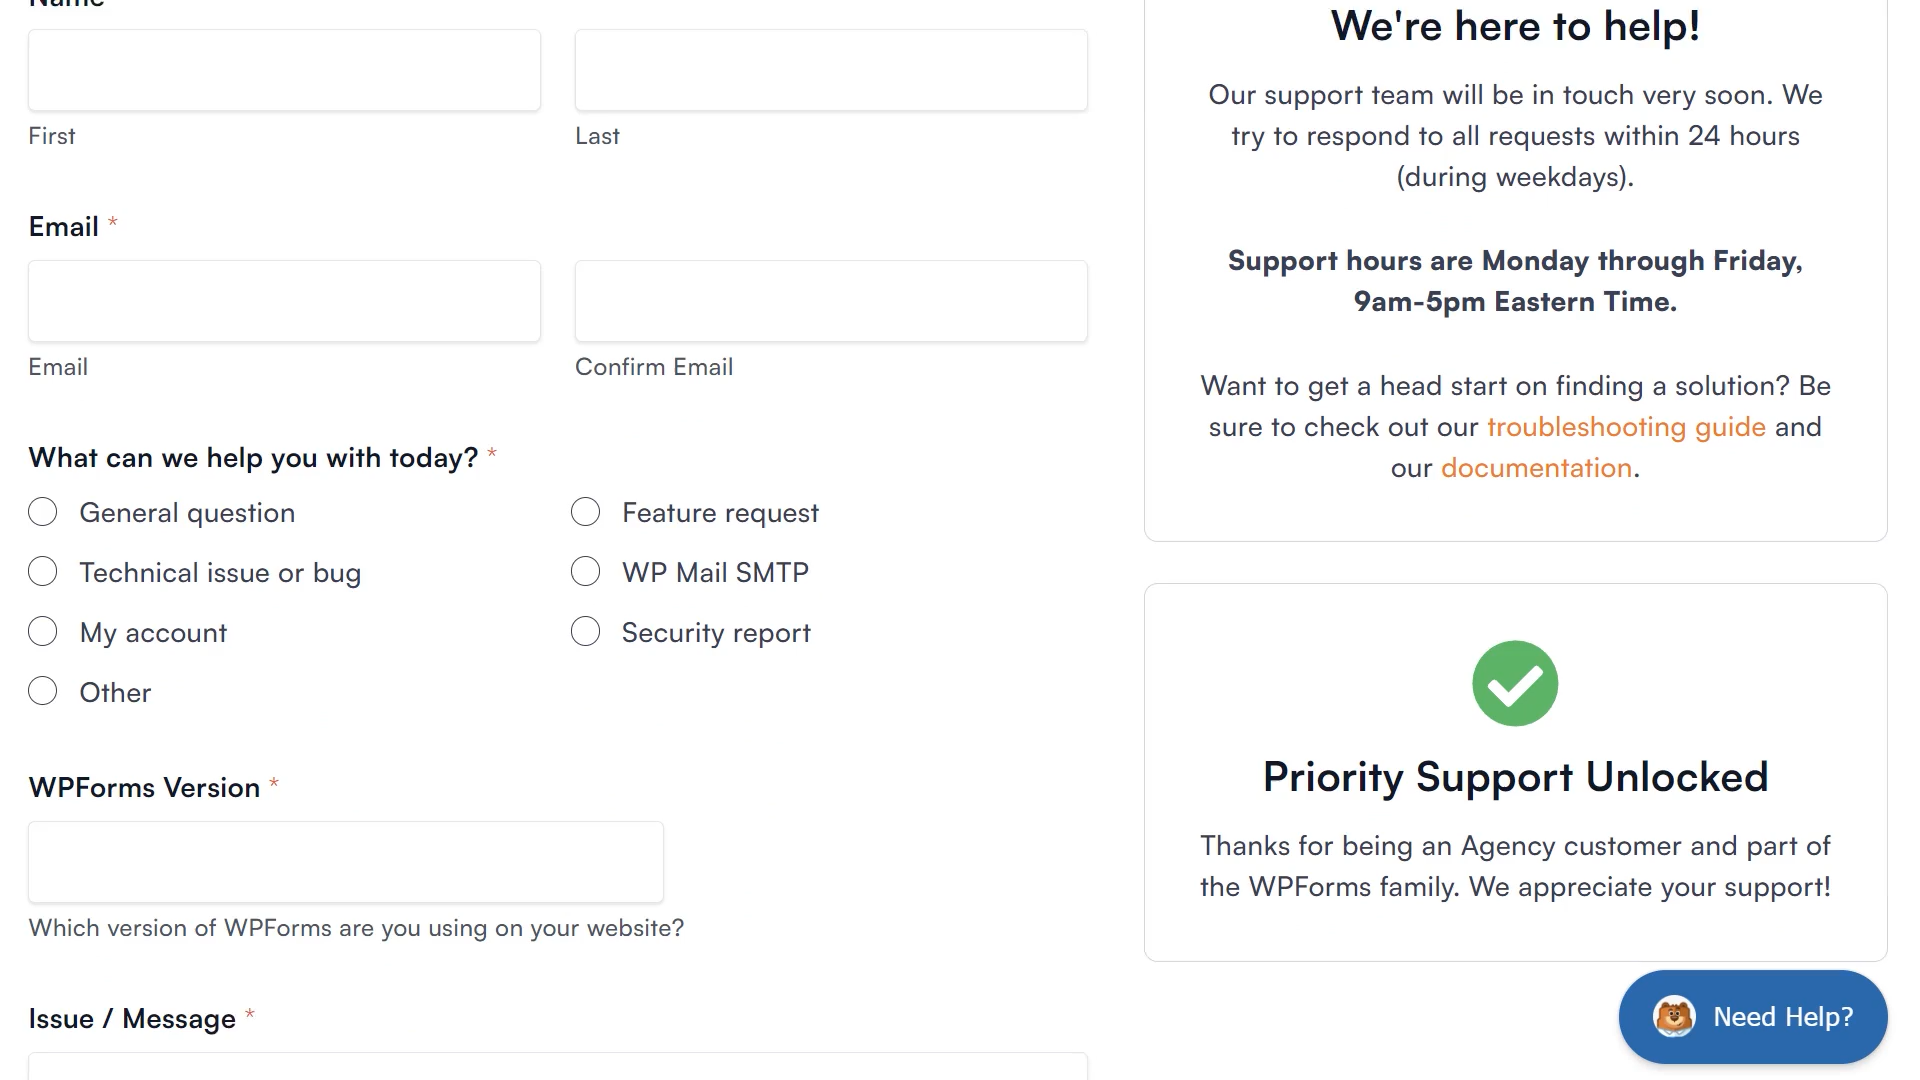 Name
First
Last
Email *
Email
Confirm Email
What can we help you with today? *
General question
Feature request
Technical issue or bug
WP Mail SMTP
My account
Security report
Other
WPForms Version *
Which version of WPForms are you using on your website?
Issue / Message *
We're here to help!
Our support team will be in touch very soon. We
try to respond to all requests within 24 hours
(during weekdays).
Support hours are Monday through Friday,
9am-5pm Eastern Time.
Want to get a head start on finding a solution? Be
sure to check out our troubleshooting guide and
our documentation.
Priority Support Unlocked
Thanks for being an Agency customer and part of
the WPForms family. We appreciate your support!
Need Help?